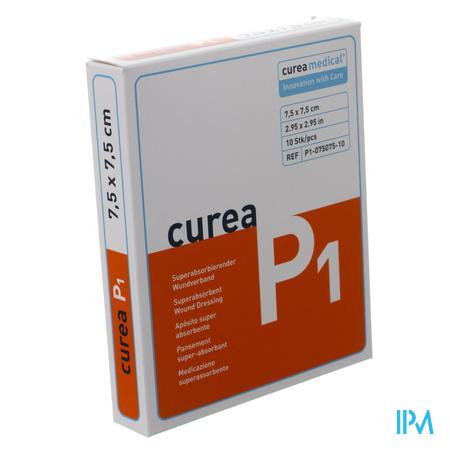 curea medical®
Innovation with Care
7,5 x 7,5 cm
2.95 x 2.95 in
10 Stk/pcs
REF P1-075075-10
curea
P1
Superabsorbierender
Wundverband
Superabsorbent
Wound Dressing
Apósito super
absorbente
Pansement
super-absorbant
Medicazione
superassorbente
curea P1
7,5 x 7,5 cm
IPM